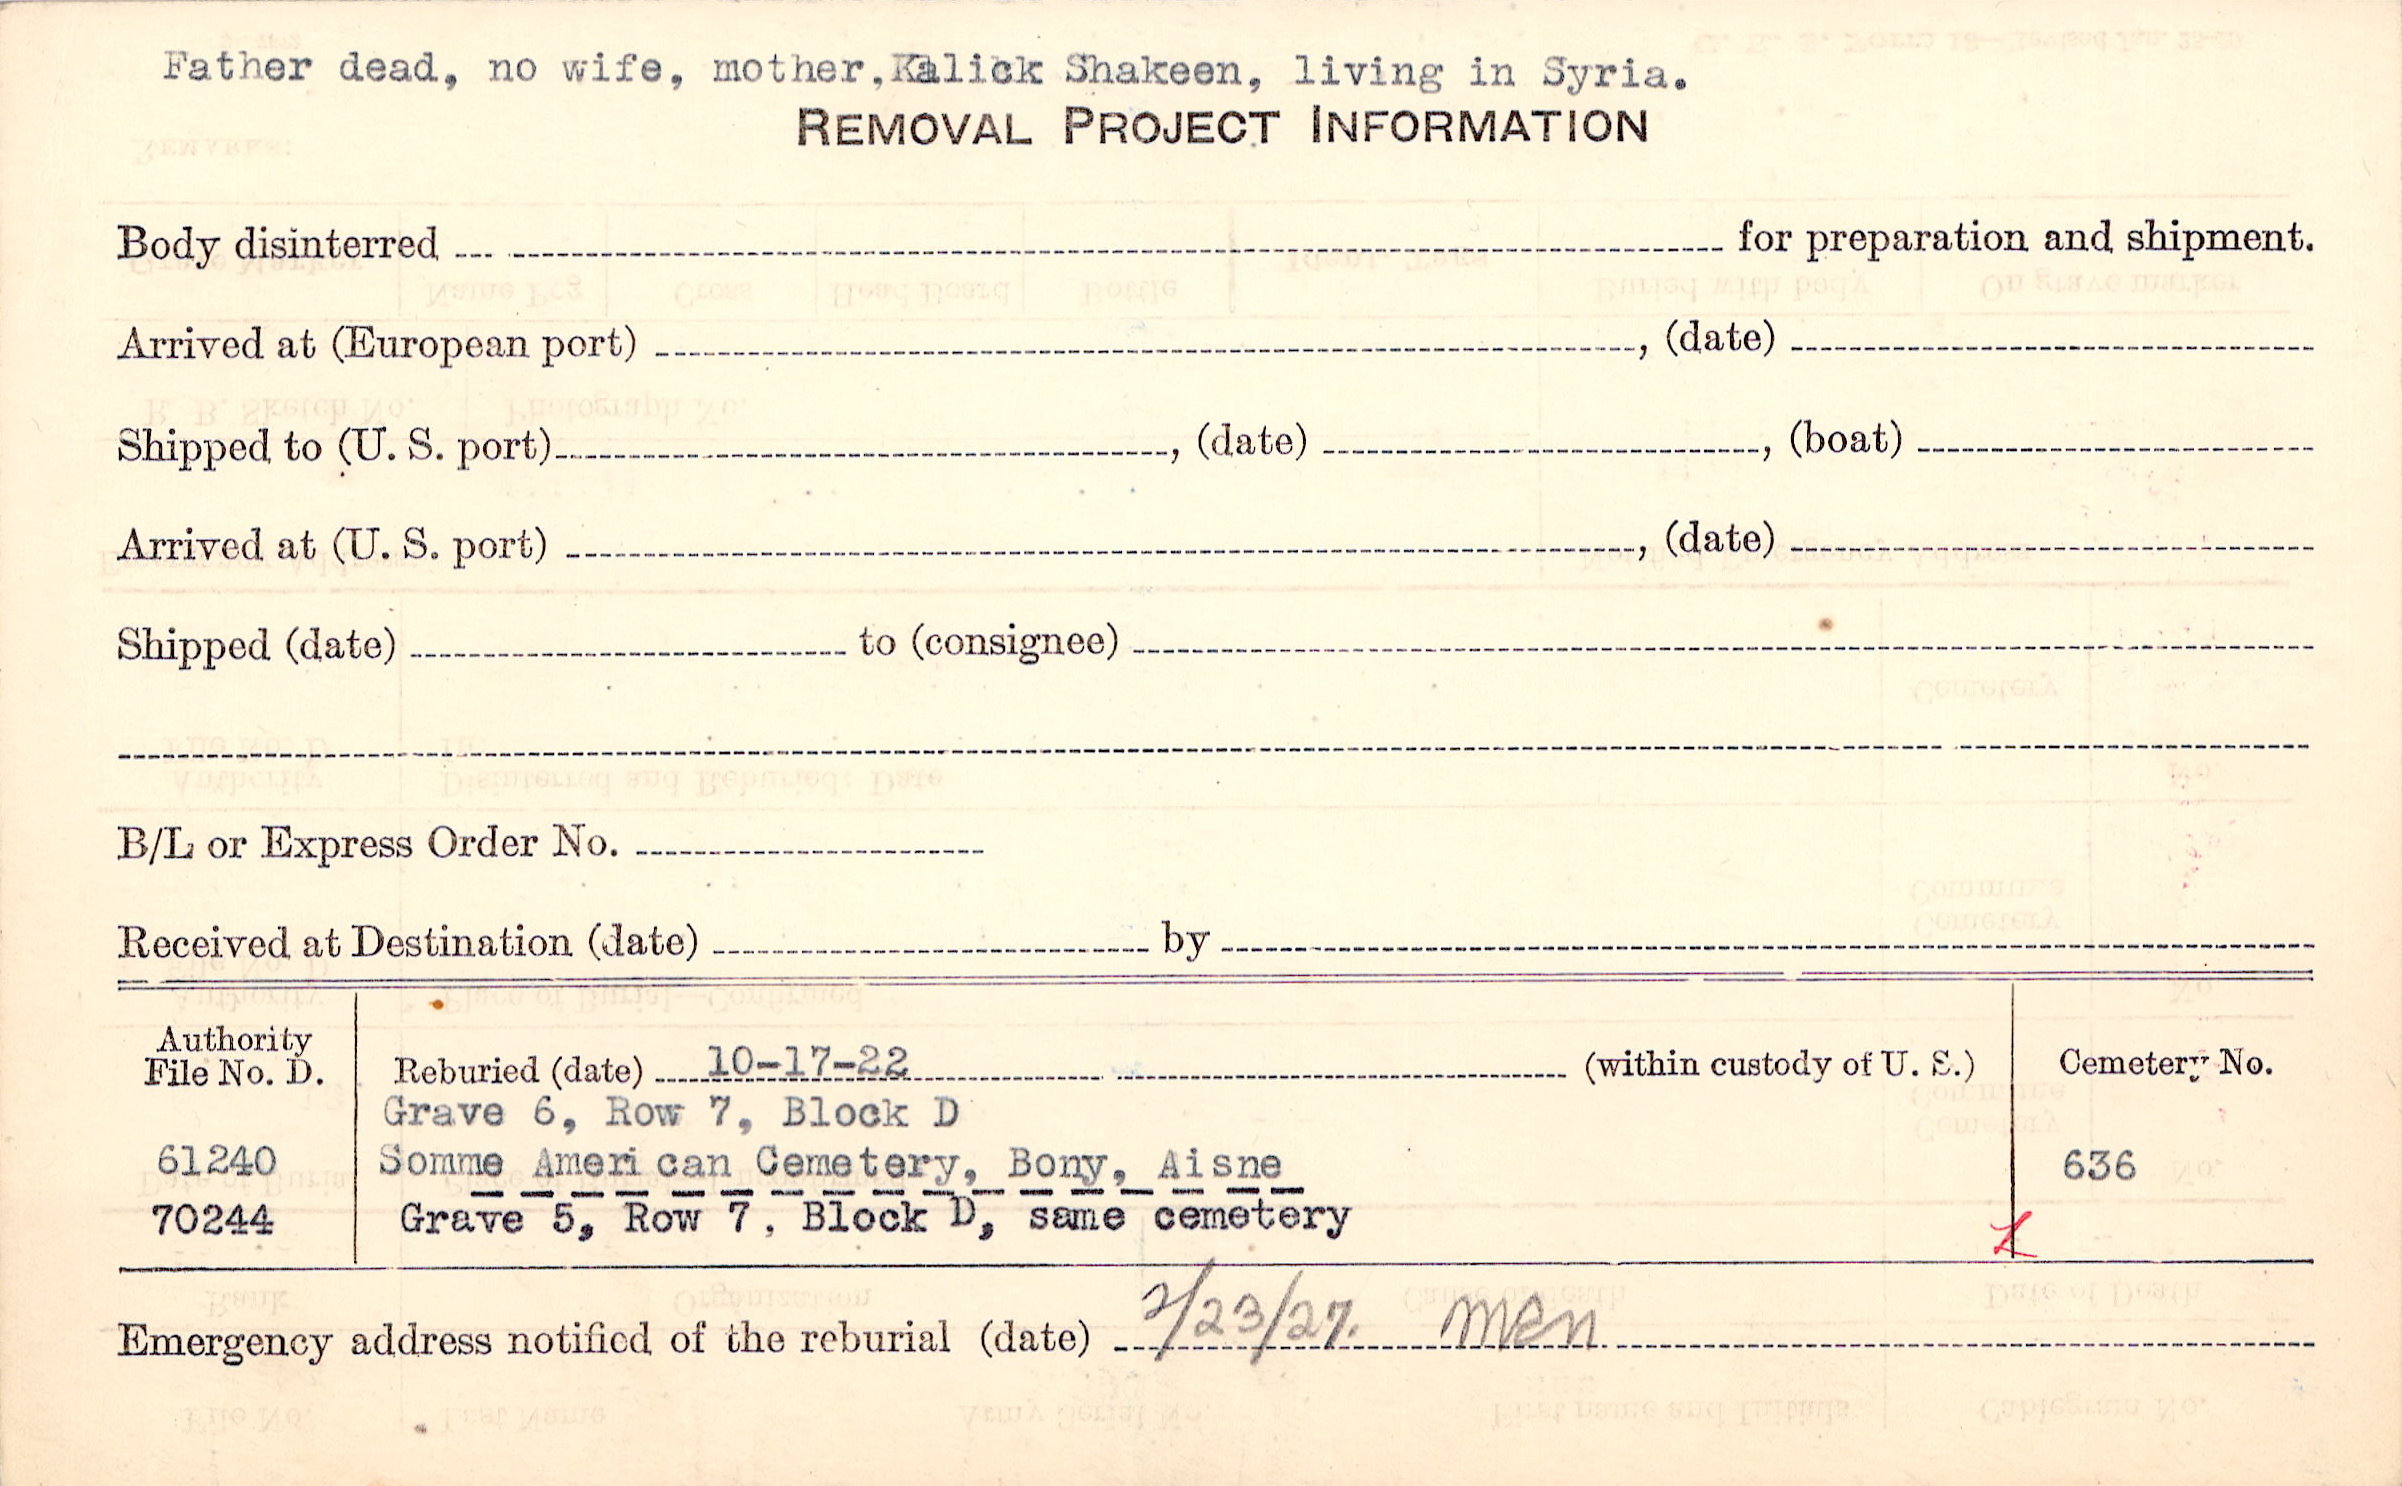 Father dead, no wife, mother, Kalick Shakeen, living in Syria.
REMOVAL PROJECT INFORMATION
Body disinterred for preparation and shipment.
Arrived at (European port) , (date)
Shipped to (U. S. port) , (date) , (boat)
Arrived at (U. S. port) , (date)
Shipped (date) to (consignee)
B/L or Express Order No.
Received at Destination (date) by
Authority
File No. D. Reburied (date) 10-17-22 (within custody of U. S.) Cemetery No.
Grave 6, Row 7, Block D
61240 Somme American Cemetery, Bony, Aisne 636
70244 Grave 5, Row 7, Block D, same cemetery
Emergency address notified of the reburial (date) 2/23/27.